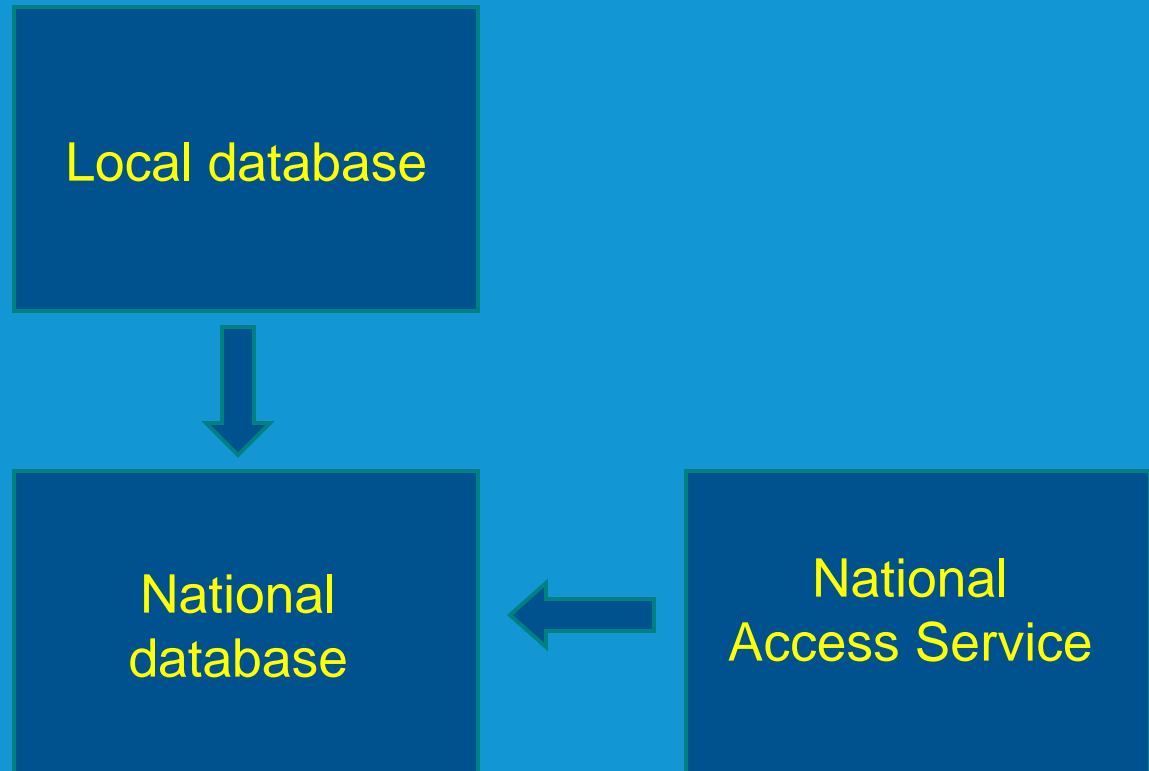 Local database
National
database
National
Access Service